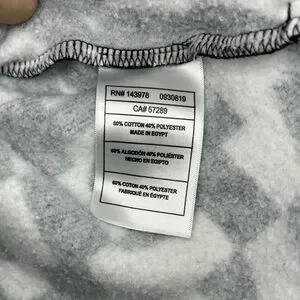 RN# 143976 0930819
CA# 57289
60% COTTON 40% POLYESTER
MADE IN EGYPT
60% ALGODÓN 40% POLIÉSTER
HECHO EN EGIPTO
60% COTON 40% POLYESTER
FABRIQUÉ EN ÉGYPTE